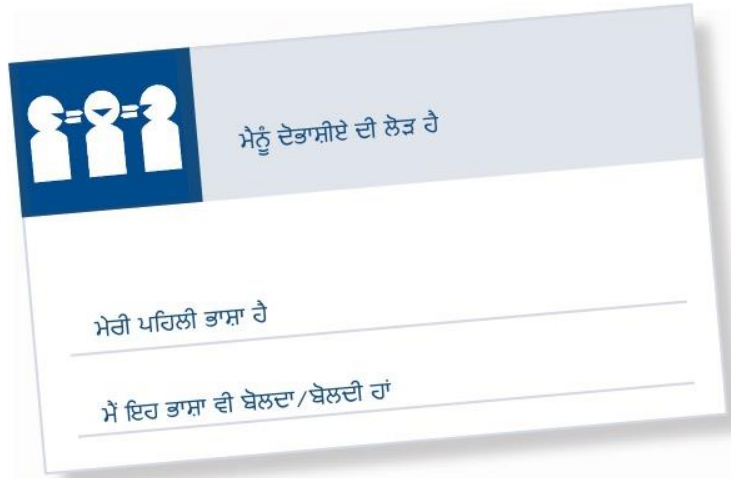 ਮੈਨੂੰ ਦੋਭਾਸ਼ੀਏ ਦੀ ਲੋੜ ਹੈ
ਮੇਰੀ ਪਹਿਲੀ ਭਾਸ਼ਾ ਹੈ
ਮੈਂ ਇਹ ਭਾਸ਼ਾ ਵੀ ਬੋਲਦਾ/ਬੋਲਦੀ ਹਾਂ